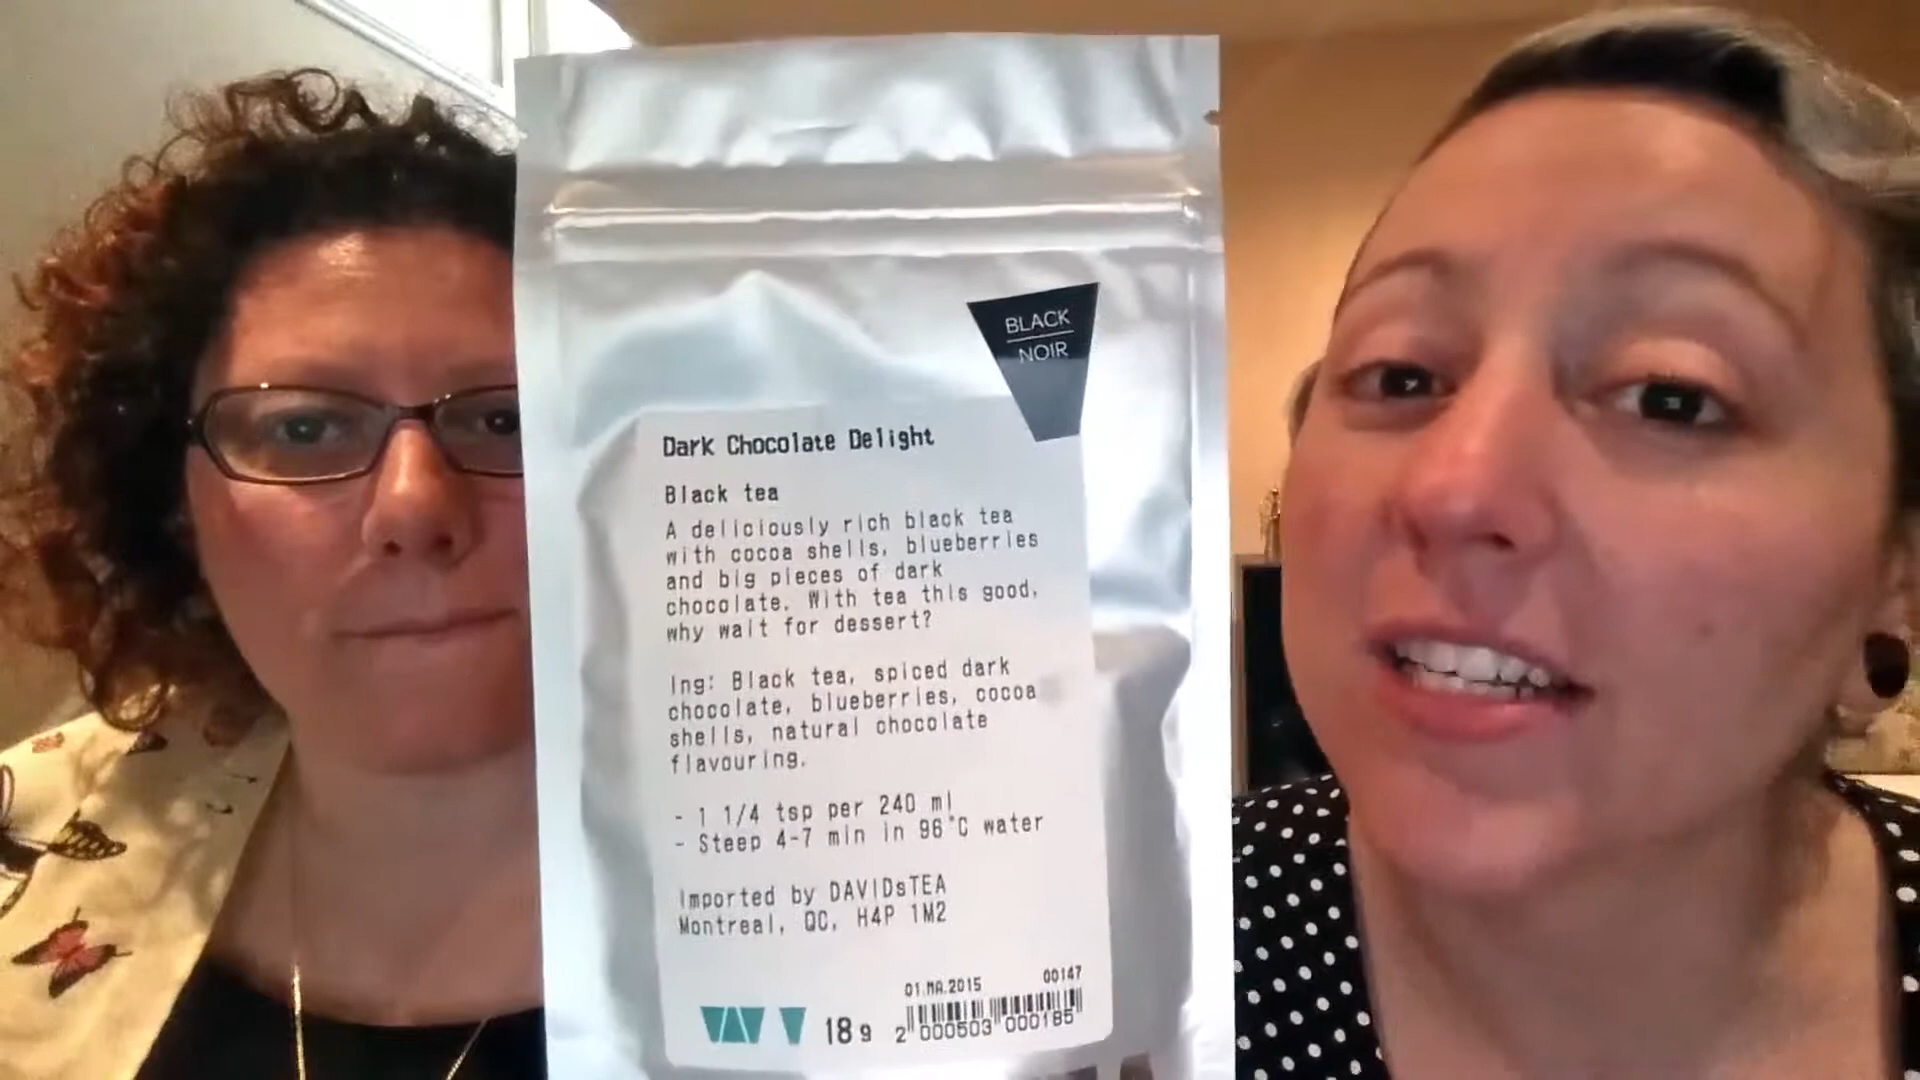 BLACK
NOIR
Dark Chocolate Delight
Black tea
A deliciously rich black tea
with cocoa shells, blueberries
and big pieces of dark
chocolate. With tea this good,
why wait for dessert?
Ing: Black tea, spiced dark
chocolate, blueberries, cocoa
shells, natural chocolate
flavouring.
- 1 1/4 tsp per 240 ml
- Steep 4-7 min in 96°C water
Imported by DAVIDsTEA
Montreal, QC, H4P 1M2
01.MA.2015 00147
18 g 2 000503 000185